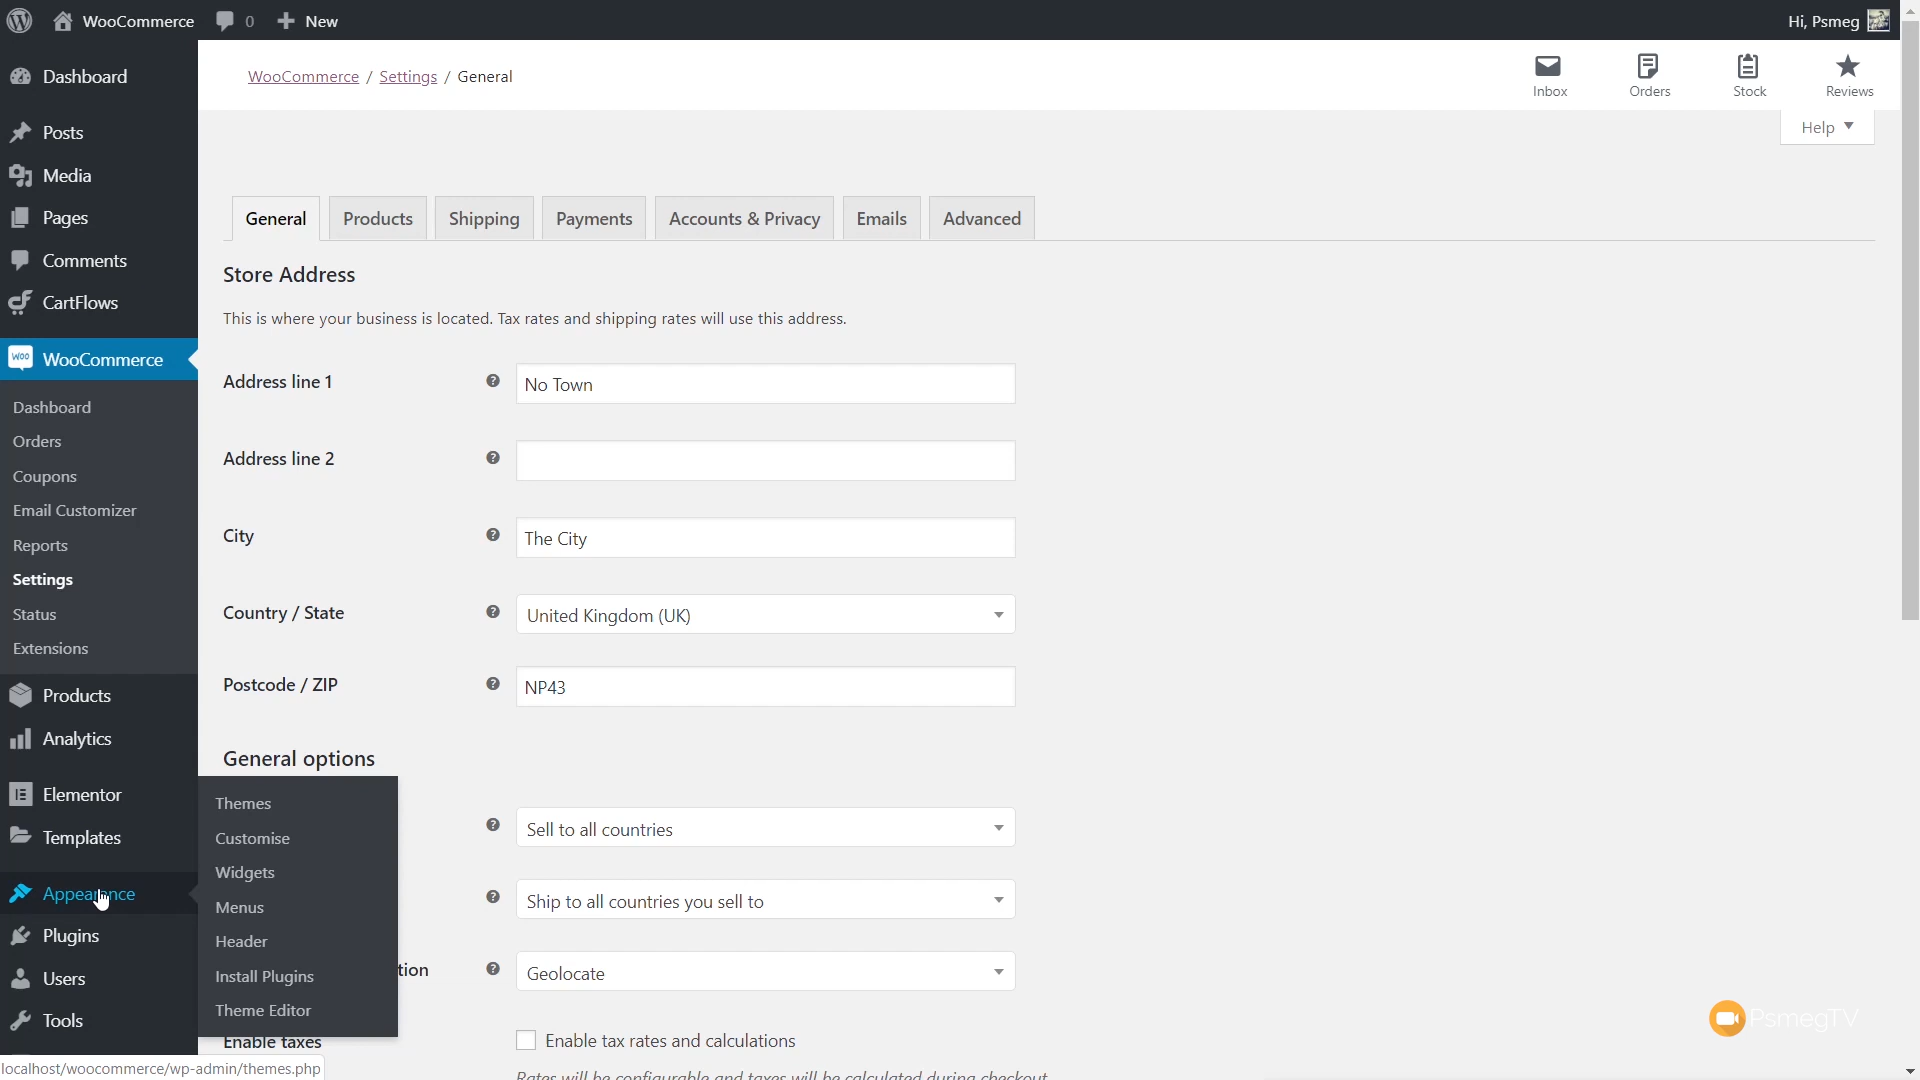 WooCommerce 0 New Hi, Psmeg
Dashboard
Posts
Media
Pages
Comments
CartFlows
WOO WooCommerce
Dashboard
Orders
Coupons
Email Customizer
Reports
Settings
Status
Extensions
Products
Analytics
Elementor
Templates
Appearance
Plugins
Users
Tools
Themes
Customise
Widgets
Menus
Header
Install Plugins
Theme Editor
WooCommerce / Settings / General
Inbox Orders Stock Reviews
Help
General Products Shipping Payments Accounts & Privacy Emails Advanced
Store Address
This is where your business is located. Tax rates and shipping rates will use this address.
Address line 1 No Town
Address line 2
City The City
Country / State United Kingdom (UK)
Postcode / ZIP NP43
General options
Sell to all countries
Ship to all countries you sell to
tion Geolocate
Enable taxes Enable tax rates and calculations
Rates will be configurable and taxes will be calculated during checkout.
PsmegTV
localhost/woocommerce/wp-admin/themes.php